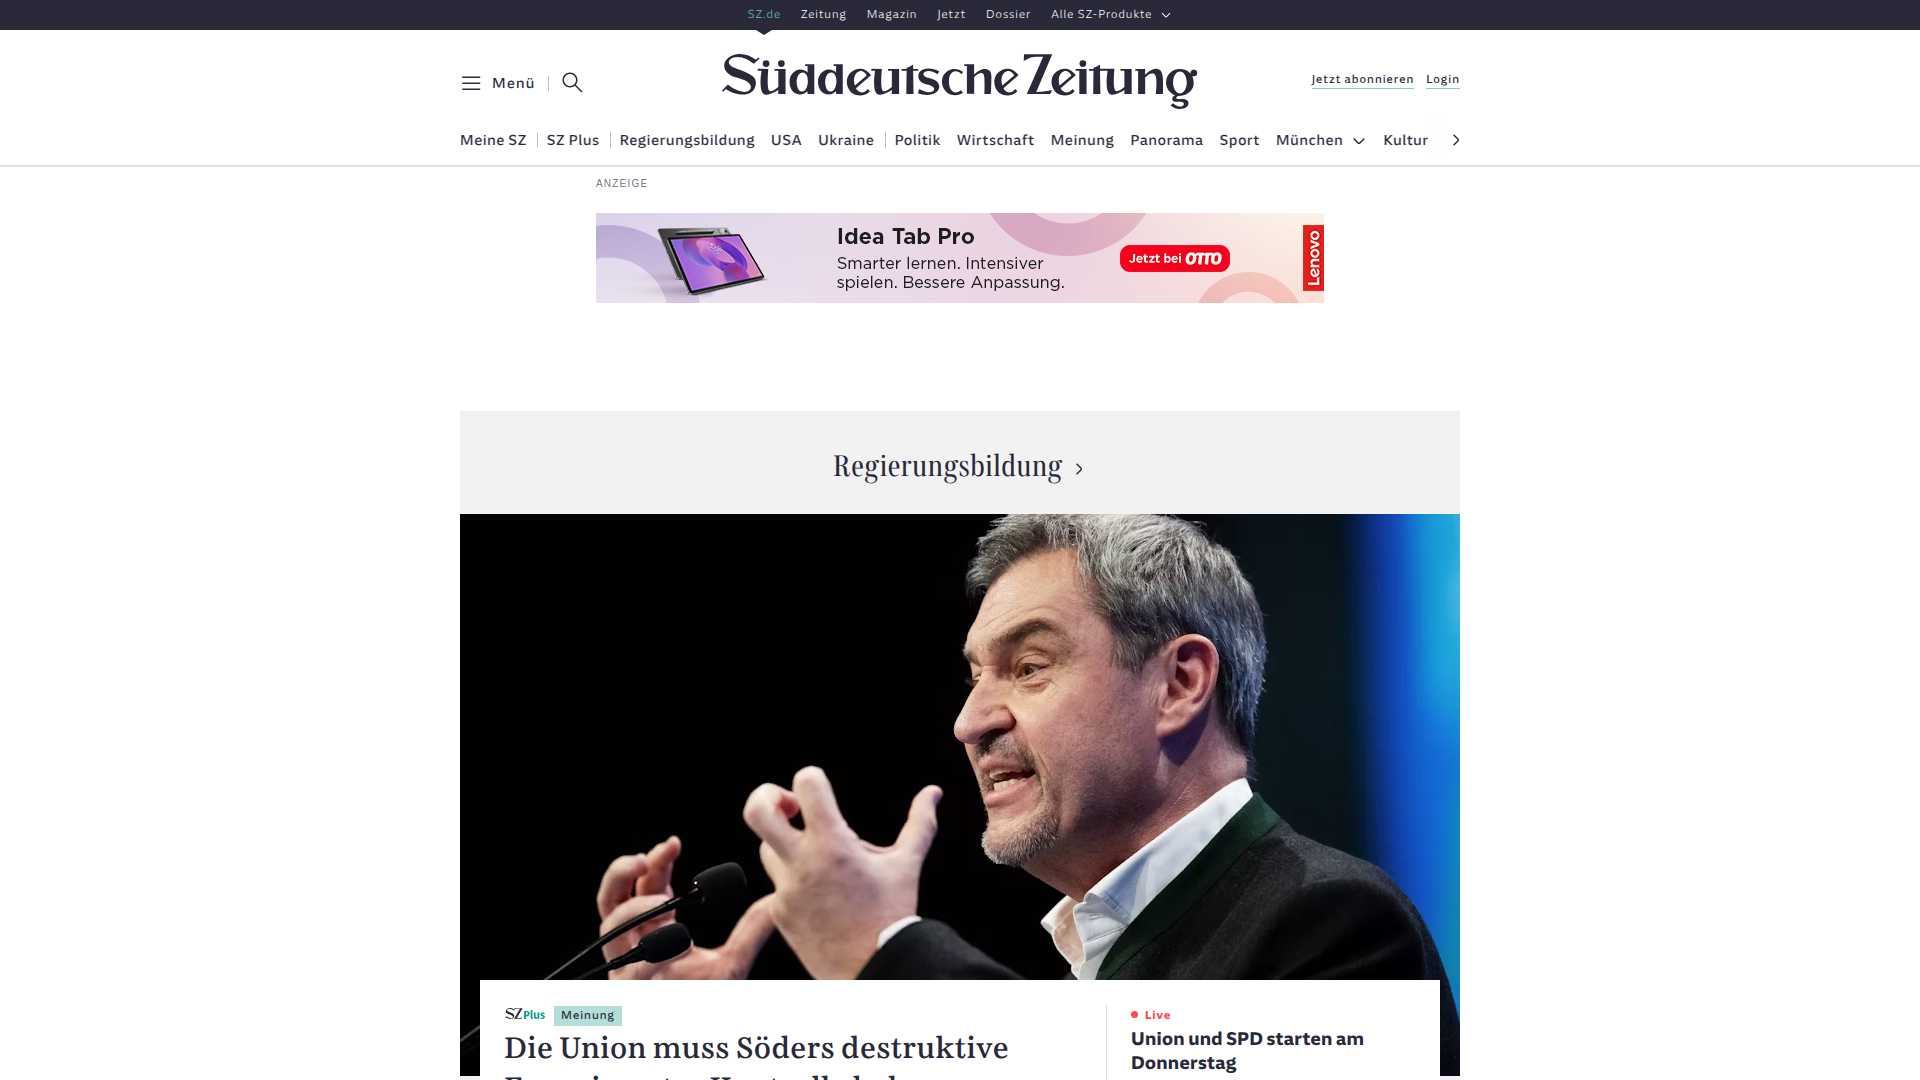 SZ.de Zeitung Magazin Jetzt Dossier Alle SZ-Produkte
Menü
Süddeutsche Zeitung
Jetzt abonnieren Login
Meine SZ SZ Plus Regierungsbildung USA Ukraine Politik Wirtschaft Meinung Panorama Sport München Kultur
ANZEIGE
Idea Tab Pro
Smarter lernen. Intensiver
spielen. Bessere Anpassung.
Jetzt bei OTTO
Lenovo
Regierungsbildung
SZ Plus Meinung
Die Union muss Söders destruktive
Live
Union und SPD starten am
Donnerstag